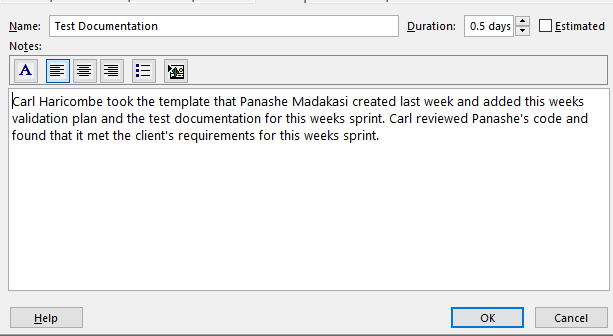 Name: Test Documentation Duration: 0.5 days Estimated
Notes:
A
Carl Haricombe took the template that Panashe Madakasi created last week and added this weeks
validation plan and the test documentation for this weeks sprint. Carl reviewed Panashe's code and
found that it met the client's requirements for this weeks sprint.
Help OK Cancel